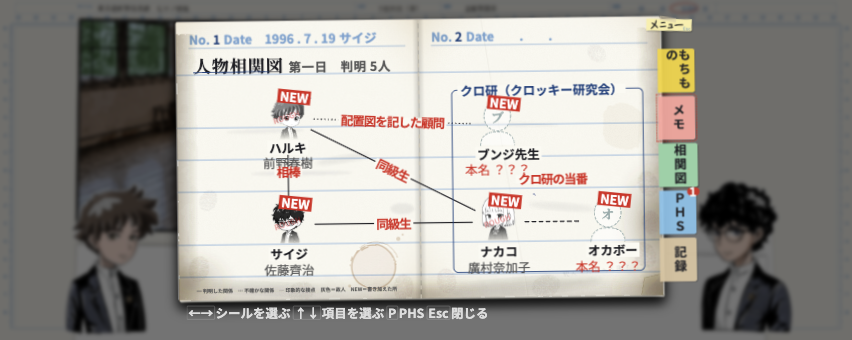 No. 1 Date 1996 . 7 . 19 サイジ
No. 2 Date . .
メニュー
人物相関図 第一日 判明 5人
もちもの
メモ
相関図
PHS
1
記録
クロ研（クロッキー研究会）
NEW
NEW
配置図を記した顧問
ブ
ハルキ
前野春樹
相棒
同級生
ブンジ先生
本名 ？？？
クロ研の当番
NEW
NEW
NEW
オ
同級生
サイジ
佐藤齊治
ナカコ
廣村奈加子
オカボー
本名 ？？？
←→ シールを選ぶ ↑↓ 項目を選ぶ P PHS Esc 閉じる